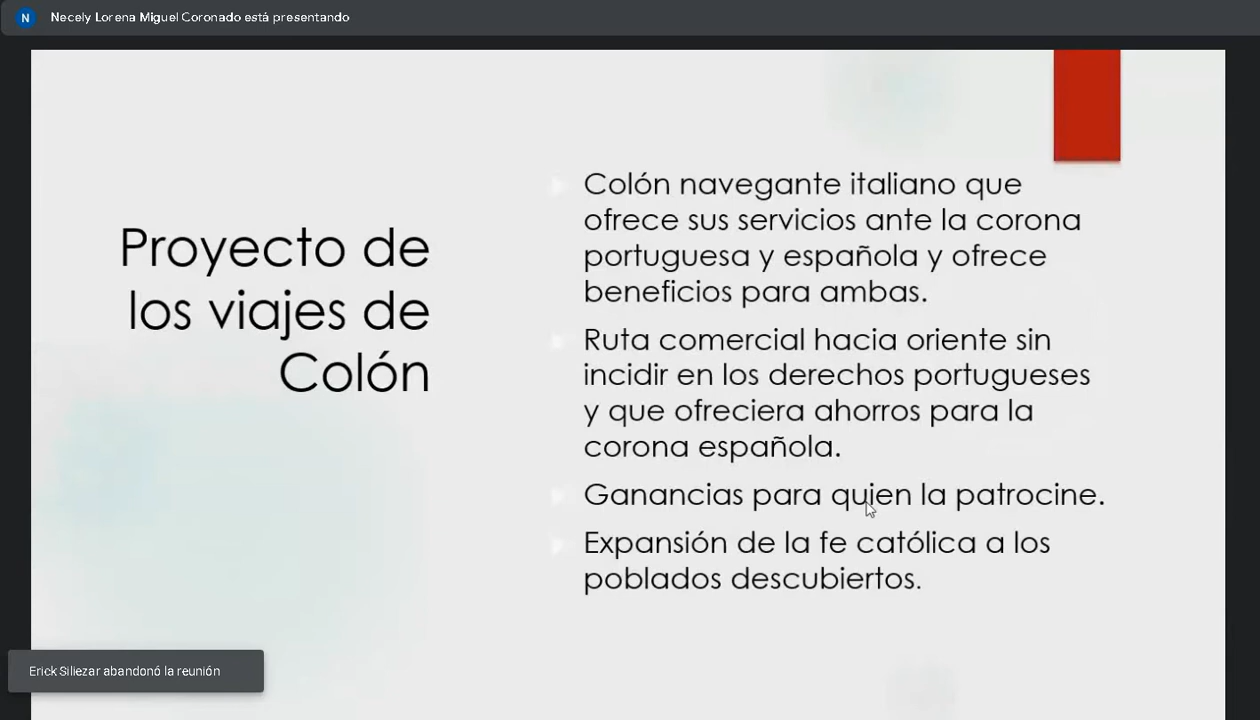 N Necely Lorena Miguel Coronado está presentando
Proyecto de
los viajes de
Colón
Colón navegante italiano que
ofrece sus servicios ante la corona
portuguesa y española y ofrece
beneficios para ambas.
Ruta comercial hacia oriente sin
incidir en los derechos portugueses
y que ofreciera ahorros para la
corona española.
Ganancias para quien la patrocine.
Expansión de la fe católica a los
poblados descubiertos.
Erick Siliezar abandonó la reunión